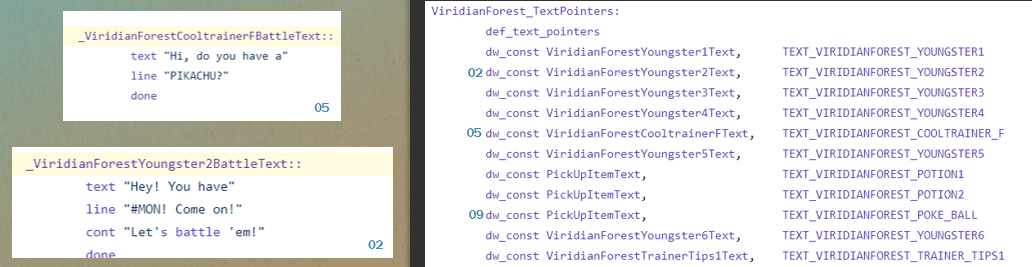 _ViridianForestCooltrainerFBattleText::
text "Hi, do you have a"
line "PIKACHU?"
done
05
_ViridianForestYoungster2BattleText::
text "Hey! You have"
line "#MON! Come on!"
cont "Let's battle 'em!"
done
02
ViridianForest_TextPointers:
def_text_pointers
dw_const ViridianForestYoungster1Text, TEXT_VIRIDIANFOREST_YOUNGSTER1
02 dw_const ViridianForestYoungster2Text, TEXT_VIRIDIANFOREST_YOUNGSTER2
dw_const ViridianForestYoungster3Text, TEXT_VIRIDIANFOREST_YOUNGSTER3
dw_const ViridianForestYoungster4Text, TEXT_VIRIDIANFOREST_YOUNGSTER4
05 dw_const ViridianForestCooltrainerFText, TEXT_VIRIDIANFOREST_COOLTRAINER_F
dw_const ViridianForestYoungster5Text, TEXT_VIRIDIANFOREST_YOUNGSTER5
dw_const PickUpItemText, TEXT_VIRIDIANFOREST_POTION1
dw_const PickUpItemText, TEXT_VIRIDIANFOREST_POTION2
09 dw_const PickUpItemText, TEXT_VIRIDIANFOREST_POKE_BALL
dw_const ViridianForestYoungster6Text, TEXT_VIRIDIANFOREST_YOUNGSTER6
dw_const ViridianForestTrainerTips1Text, TEXT_VIRIDIANFOREST_TRAINER_TIPS1